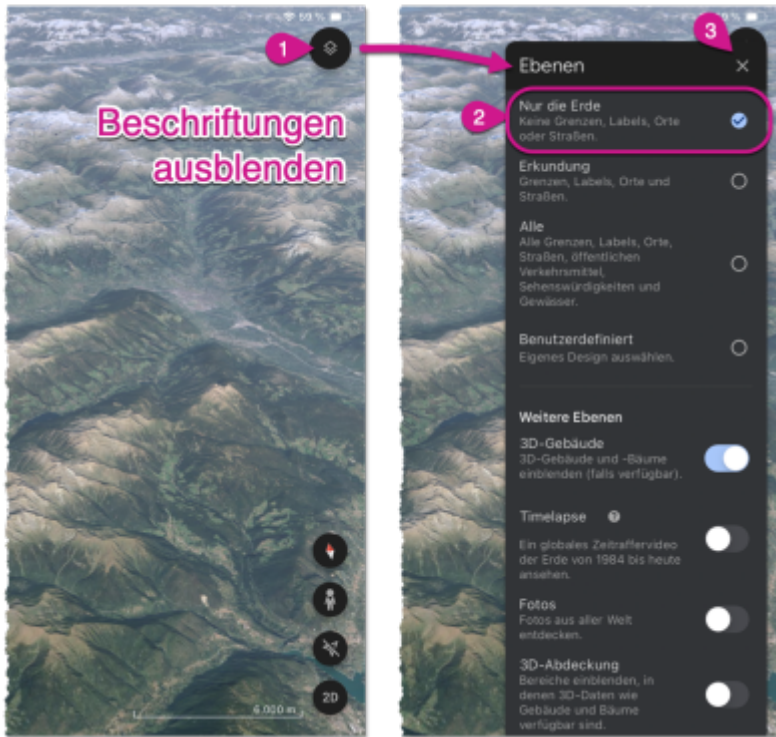 59 %
1
Beschriftungen
ausblenden
6.000 m
2D
3
Ebenen
2
Nur die Erde
Keine Grenzen, Labels, Orte
oder Straßen.
Erkundung
Grenzen, Labels, Orte und
Straßen.
Alle
Alle Grenzen, Labels, Orte,
Straßen, öffentlichen
Verkehrsmittel,
Sehenswürdigkeiten und
Gewässer.
Benutzerdefiniert
Eigenes Design auswählen.
Weitere Ebenen
3D-Gebäude
3D-Gebäude und -Bäume
einblenden (falls verfügbar).
Timelapse
Ein globales Zeitraffervideo
der Erde von 1984 bis heute
ansehen.
Fotos
Fotos aus aller Welt
entdecken.
3D-Abdeckung
Bereiche einblenden, in
denen 3D-Daten wie
Gebäude und Bäume
verfügbar sind.